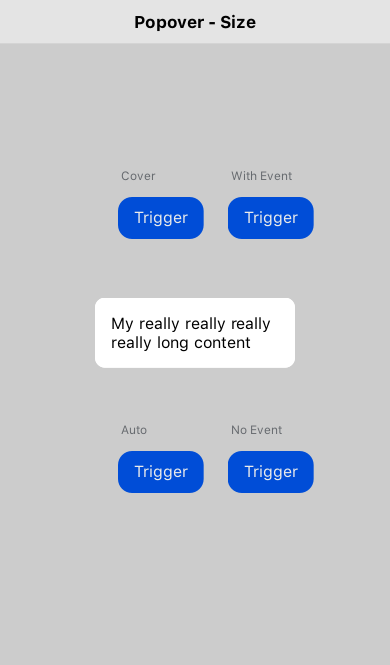 Popover - Size
Cover
With Event
Trigger
Trigger
My really really really
really long content
Auto
No Event
Trigger
Trigger